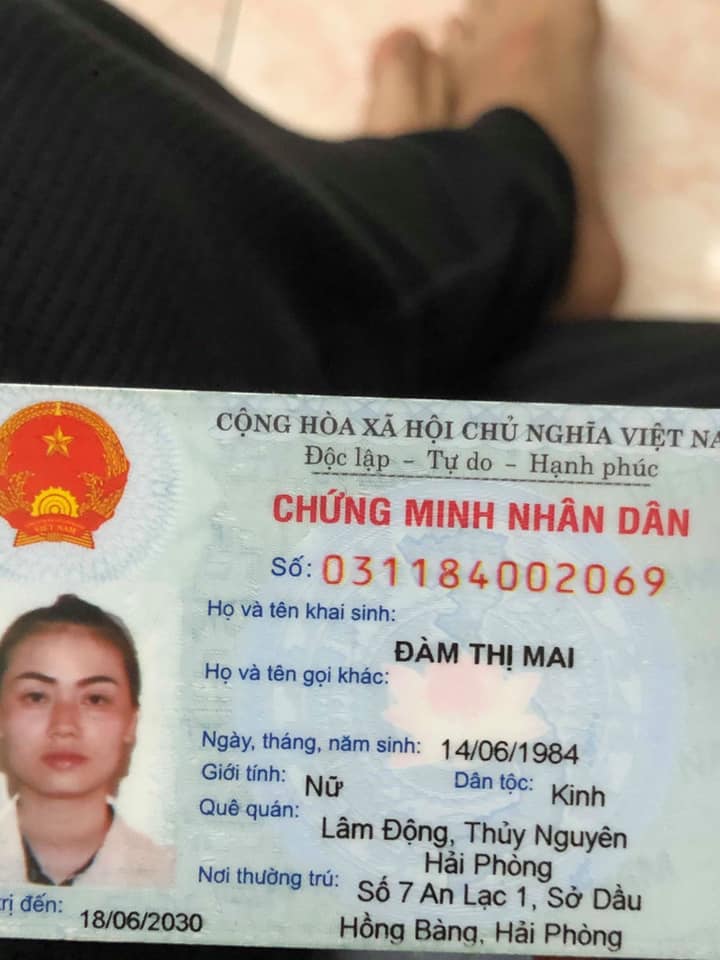 CỘNG HÒA XÃ HỘI CHỦ NGHĨA VIỆT NA
Độc lập - Tự do - Hạnh phúc
CHỨNG MINH NHÂN DÂN
Số: 031184002069
Họ và tên khai sinh:
ĐÀM THỊ MAI
Họ và tên gọi khác:
Ngày, tháng, năm sinh: 14/06/1984
Giới tính: Nữ Dân tộc: Kinh
Quê quán:
Lâm Động, Thủy Nguyên
Hải Phòng
Nơi thường trú: Số 7 An Lạc 1, Sở Dầu
Hồng Bàng, Hải Phòng
rị đến: 18/06/2030
VIỆT NAM